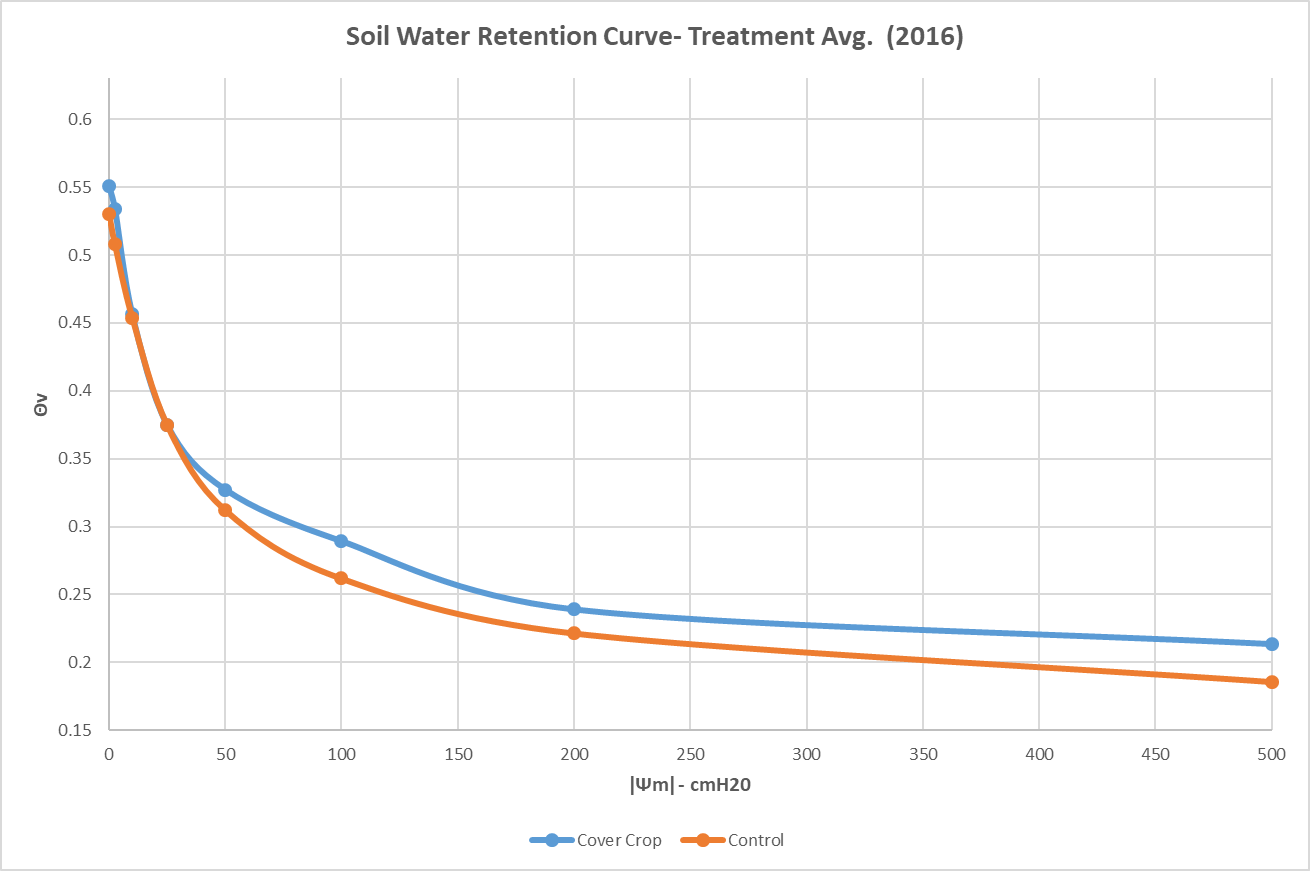 Soil Water Retention Curve- Treatment Avg.  (2016)
0.6
0.55
0.5
0.45
0.4
0.35
0.3
0.25
0.2
0.15
Θv
0 50 100 150 200 250 300 350 400 450 500
|Ψm| - cmH20
Cover Crop Control